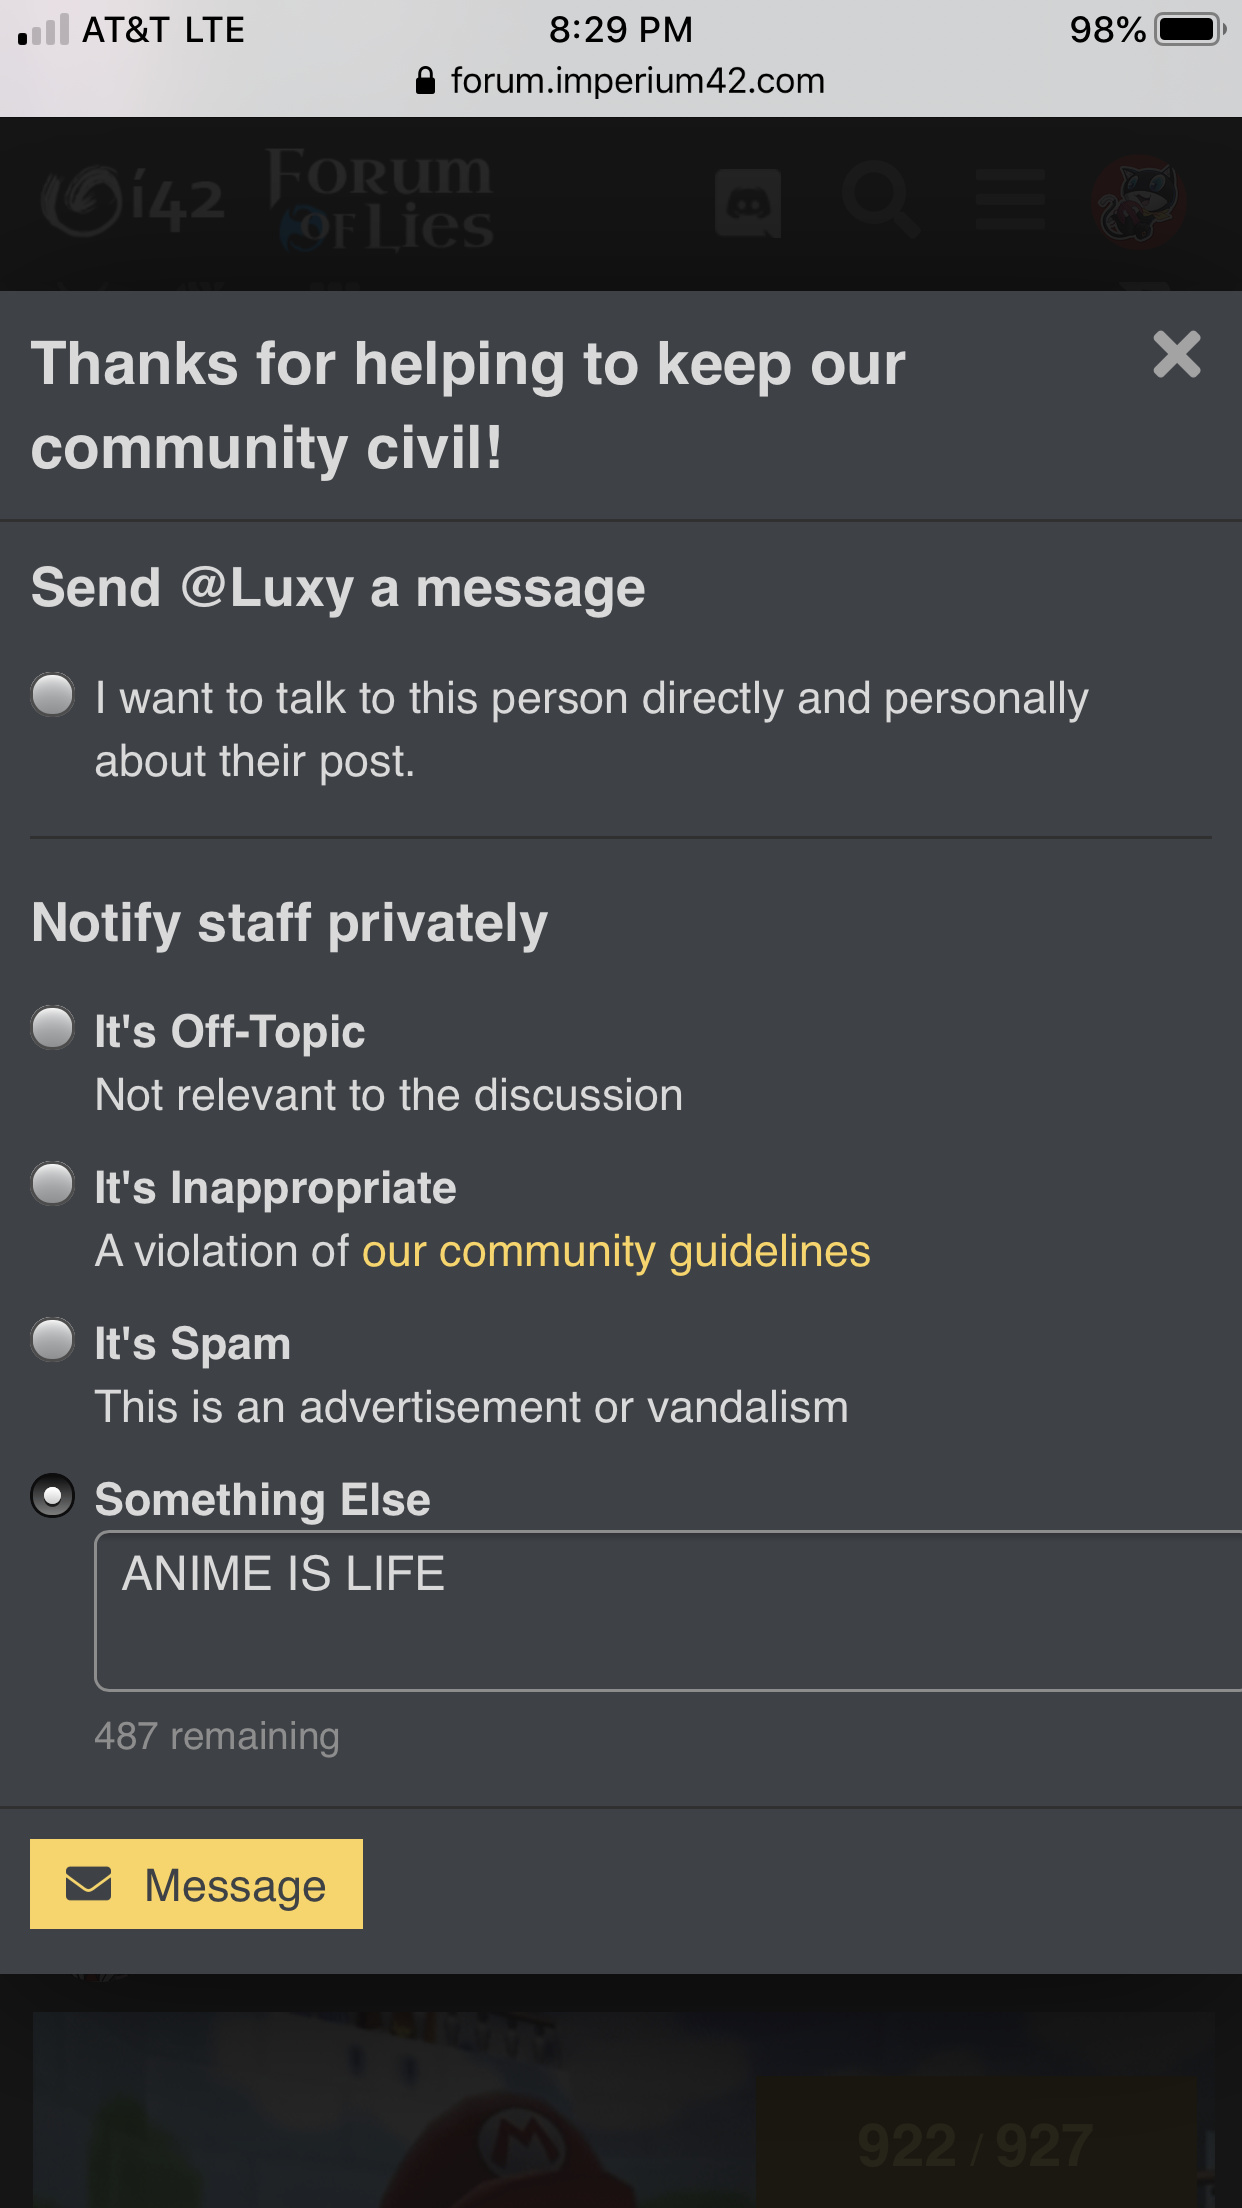 AT&T LTE 8:29 PM 98%
forum.imperium42.com
i42 Forum of Lies
Thanks for helping to keep our
community civil!
Send @Luxy a message
I want to talk to this person directly and personally
about their post.
Notify staff privately
It's Off-Topic
Not relevant to the discussion
It's Inappropriate
A violation of our community guidelines
It's Spam
This is an advertisement or vandalism
Something Else
ANIME IS LIFE
487 remaining
Message
M
922 / 927